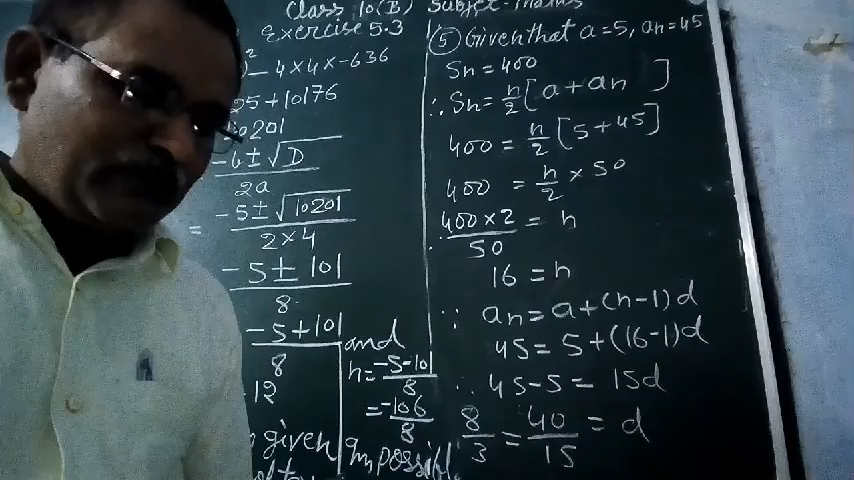 Class 10(B) Subject-maths
exercise 5.3
)² - 4×4×-636
25+10176
10201
-b±√D
2a
= -5±√10201
2×4
-5±101
8
-5+101 and
8
12
n = -5-101
8
= -106
8
given
impossible
⑤ Given that a=5, an=45
Sn=400
∴ Sn= n/2 [a+an]
400 = n/2 [5+45]
400 = n/2 × 50
400×2 = n
50
16 = n
∵ an=a+(n-1)d
45= 5+(16-1)d
∴ 45-5= 15d
8/3 = 40/15 = d